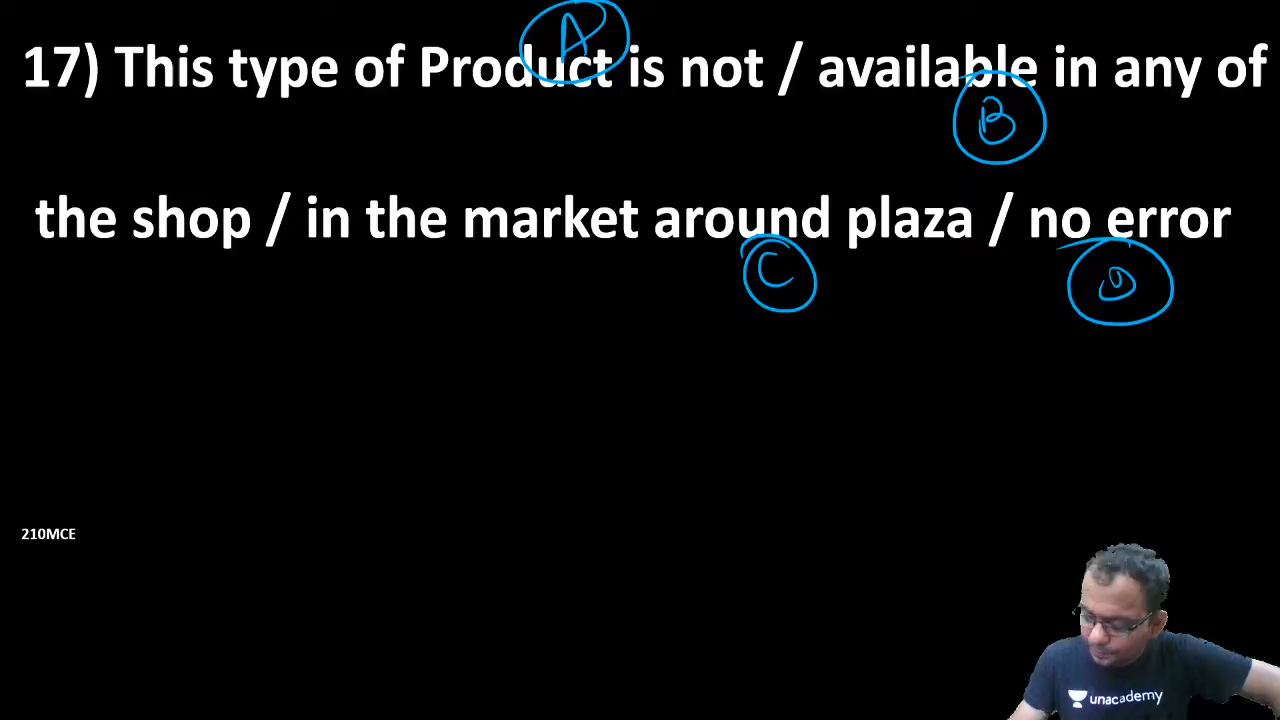 A
17) This type of Product is not / available in any of
B
the shop / in the market around plaza / no error
C
D
210MCE
unacademy